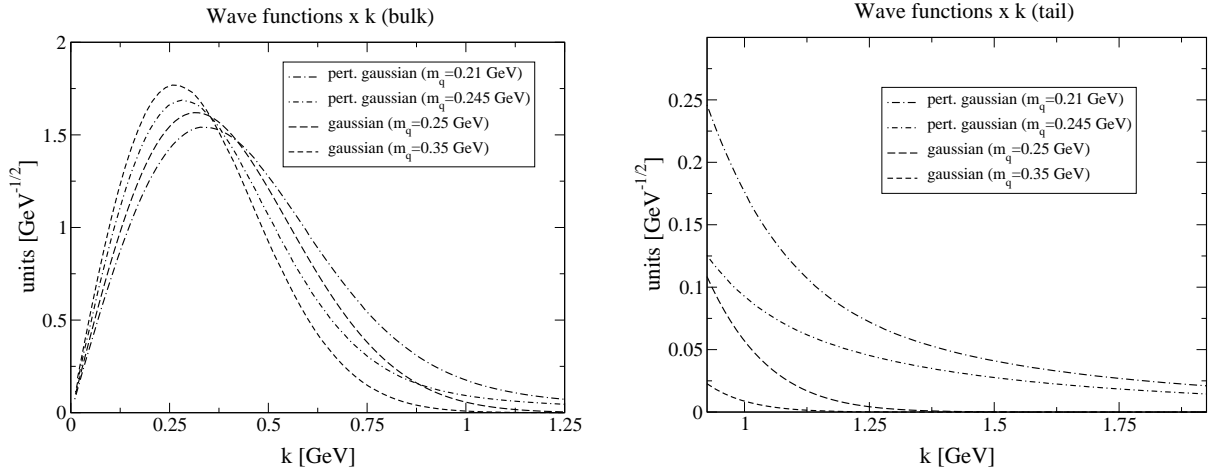 Wave functions x k (bulk)
2
1.5
1
0.5
0
units [GeV^-1/2]
pert. gaussian (m_q=0.21 GeV)
pert. gaussian (m_q=0.245 GeV)
gaussian (m_q=0.25 GeV)
gaussian (m_q=0.35 GeV)
0 0.25 0.5 0.75 1 1.25
k [GeV]
Wave functions x k (tail)
0.25
0.2
0.15
0.1
0.05
0
units [GeV^-1/2]
pert. gaussian (m_q=0.21 GeV)
pert. gaussian (m_q=0.245 GeV)
gaussian (m_q=0.25 GeV)
gaussian (m_q=0.35 GeV)
1 1.25 1.5 1.75
k [GeV]